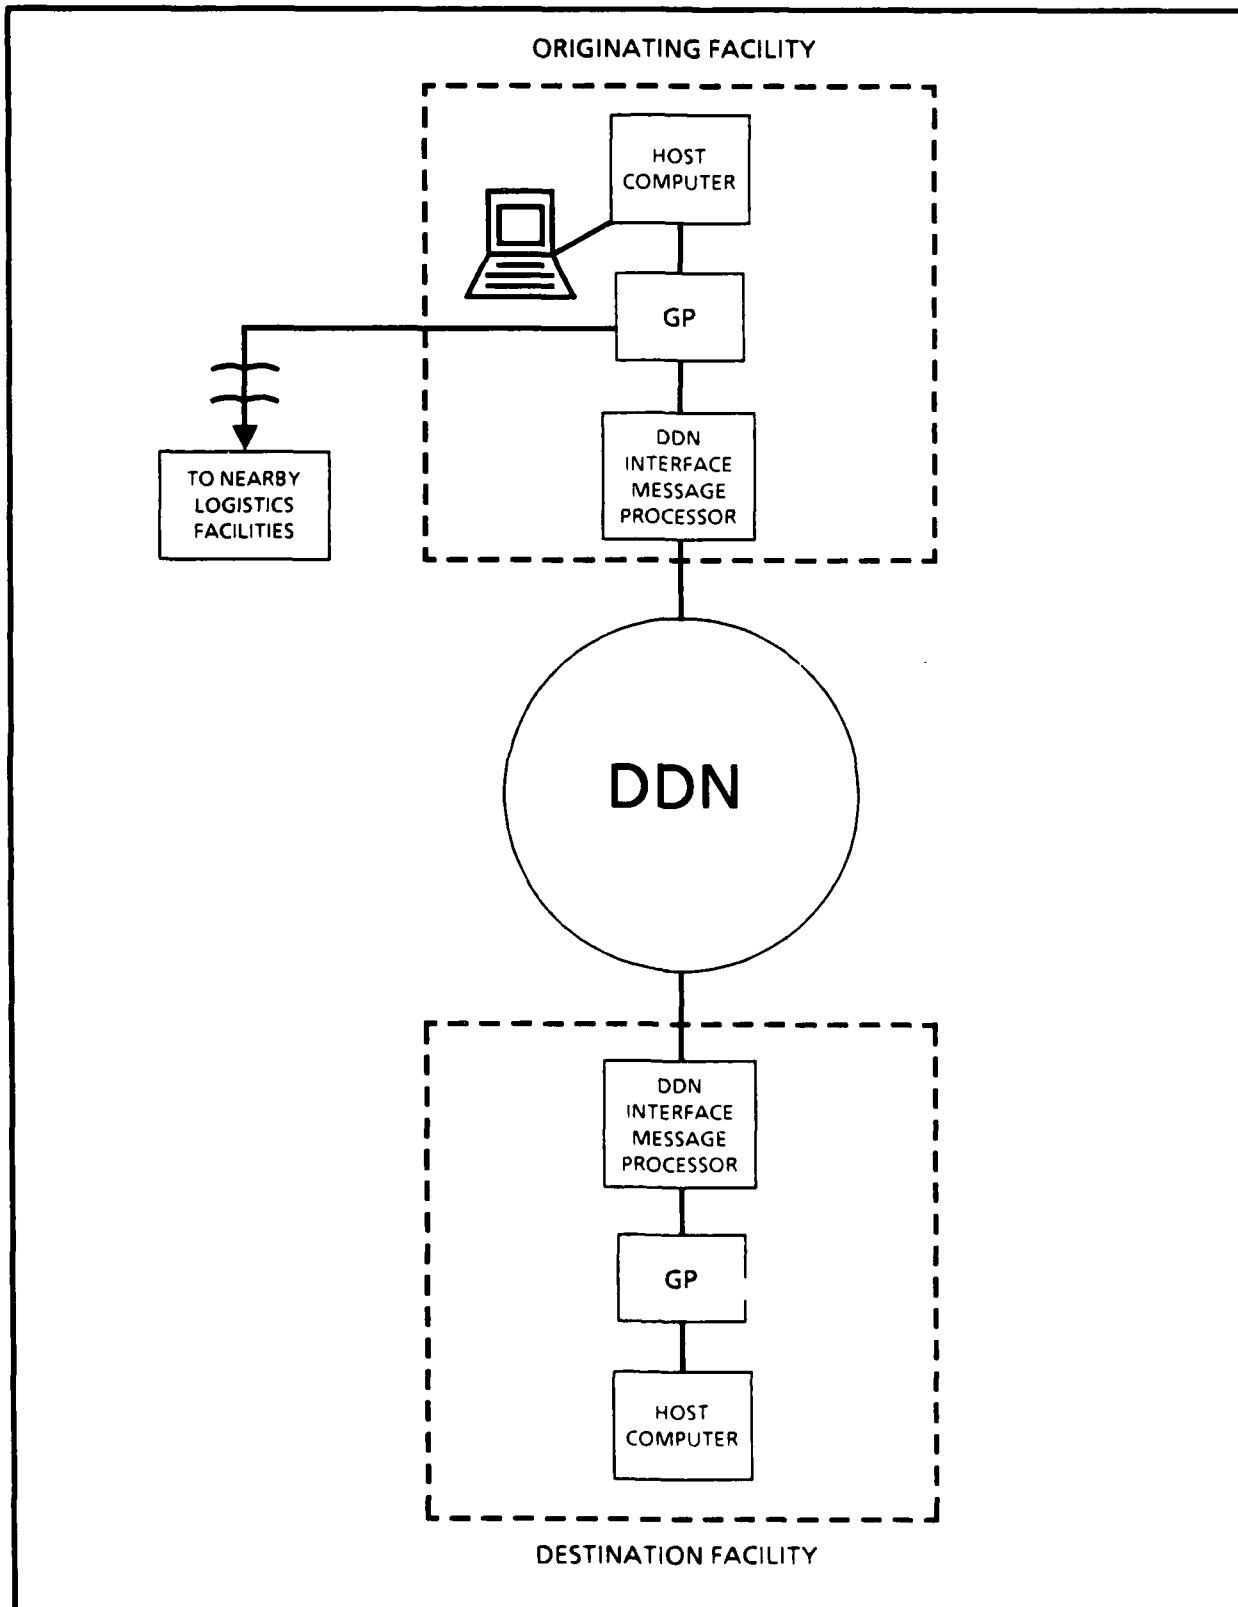 ORIGINATING FACILITY
HOST
COMPUTER
GP
DDN
INTERFACE
MESSAGE
PROCESSOR
TO NEARBY
LOGISTICS
FACILITIES
DDN
DDN
INTERFACE
MESSAGE
PROCESSOR
GP
HOST
COMPUTER
DESTINATION FACILITY